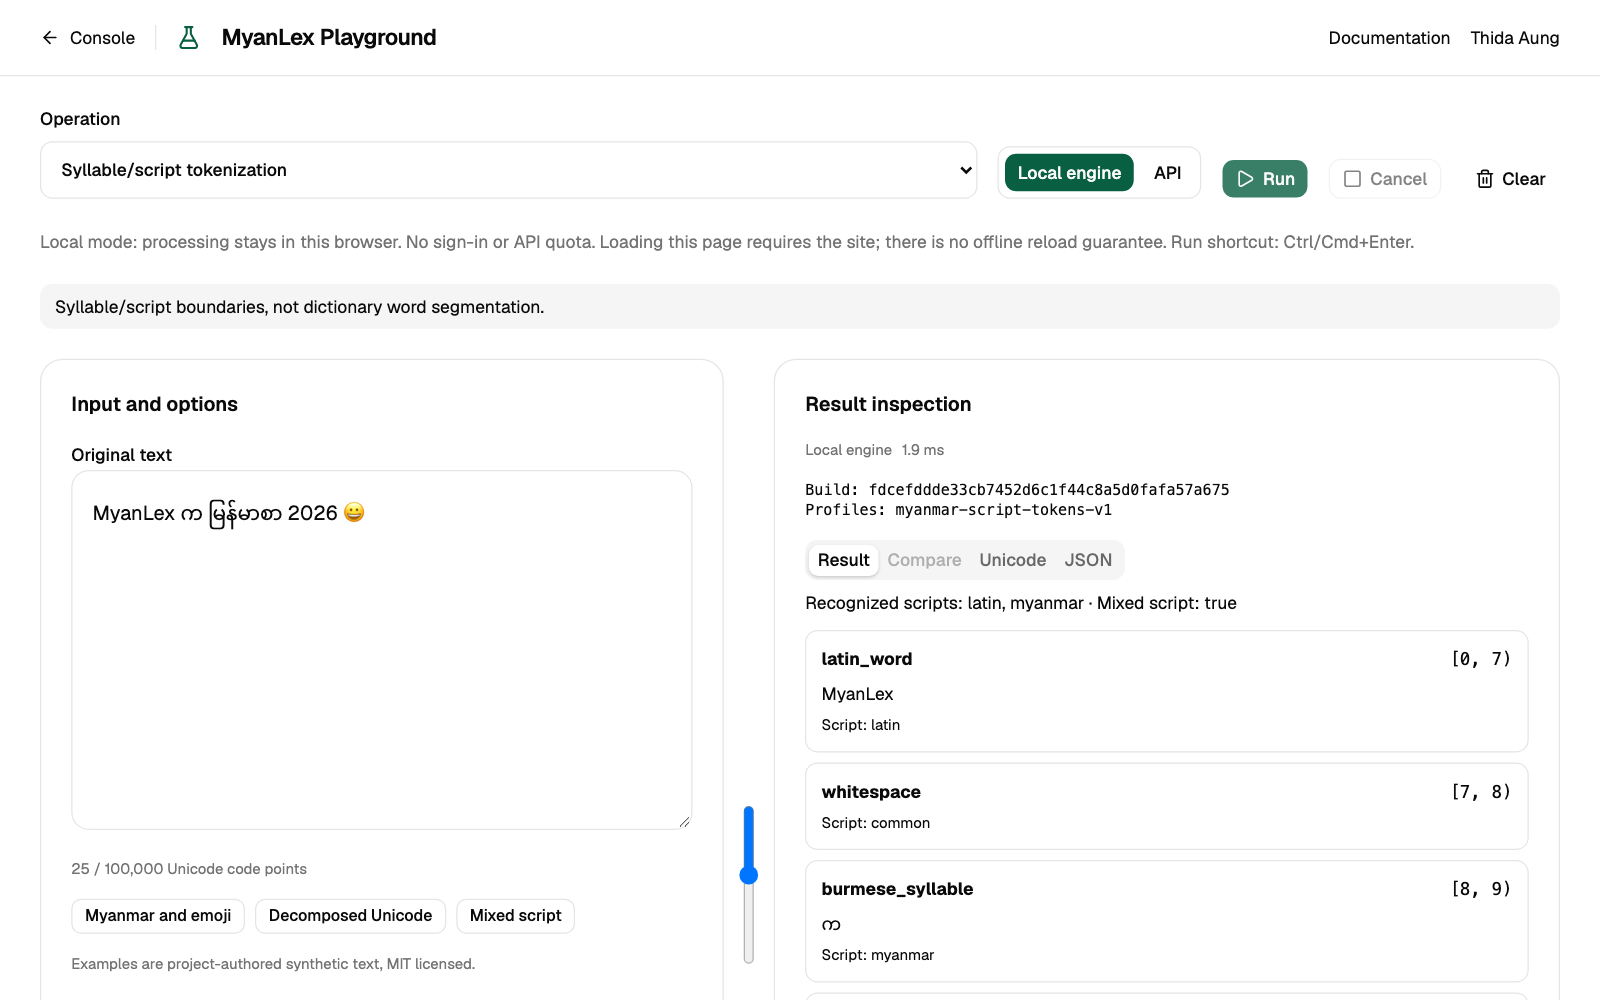 Console
MyanLex Playground
Documentation
Thida Aung
Operation
Syllable/script tokenization
Local engine
API
Run
Cancel
Clear
Local mode: processing stays in this browser. No sign-in or API quota. Loading this page requires the site; there is no offline reload guarantee. Run shortcut: Ctrl/Cmd+Enter.
Syllable/script boundaries, not dictionary word segmentation.
Input and options
Original text
MyanLex က မြန်မာစာ 2026 😀
25 / 100,000 Unicode code points
Myanmar and emoji
Decomposed Unicode
Mixed script
Examples are project-authored synthetic text, MIT licensed.
Result inspection
Local engine 1.9 ms
Build: fdcefddde33cb7452d6c1f44c8a5d0fafa57a675
Profiles: myanmar-script-tokens-v1
Result
Compare
Unicode
JSON
Recognized scripts: latin, myanmar · Mixed script: true
latin_word [0, 7)
MyanLex
Script: latin
whitespace [7, 8)
Script: common
burmese_syllable [8, 9)
က
Script: myanmar